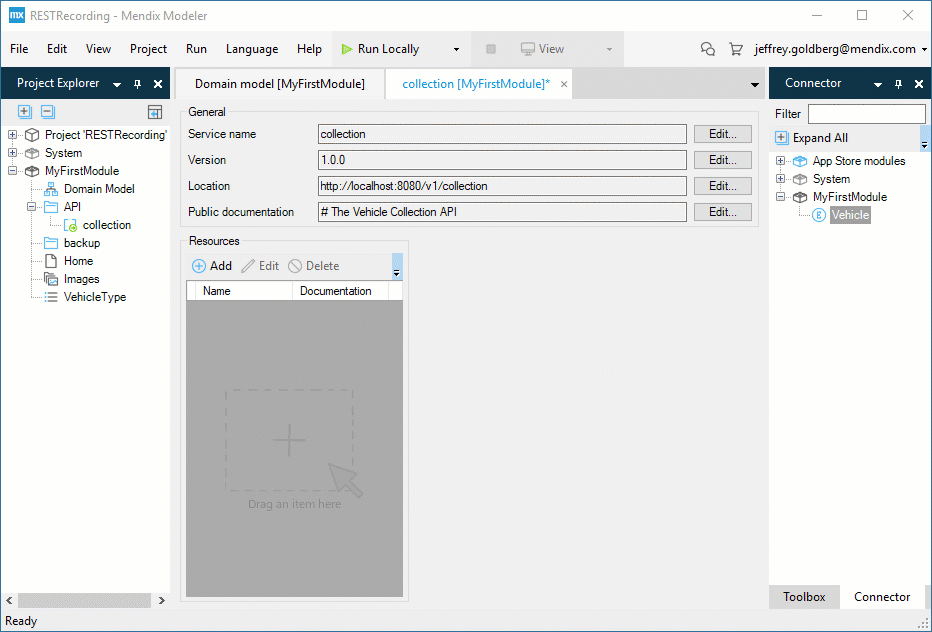 mx RESTRecording - Mendix Modeler
File Edit View Project Run Language Help Run Locally View jeffrey.goldberg@mendix.com
Project Explorer
Domain model [MyFirstModule]
collection [MyFirstModule]*
Connector
General
Filter
Service name collection Edit...
Expand All
Project 'RESTRecording'
System
MyFirstModule
Domain Model
API
collection
backup
Home
Images
VehicleType
Version 1.0.0 Edit...
Location http://localhost:8080/v1/collection Edit...
Public documentation # The Vehicle Collection API Edit...
App Store modules
System
MyFirstModule
E Vehicle
Resources
Add Edit Delete
Name Documentation
Drag an item here
Toolbox Connector
Ready